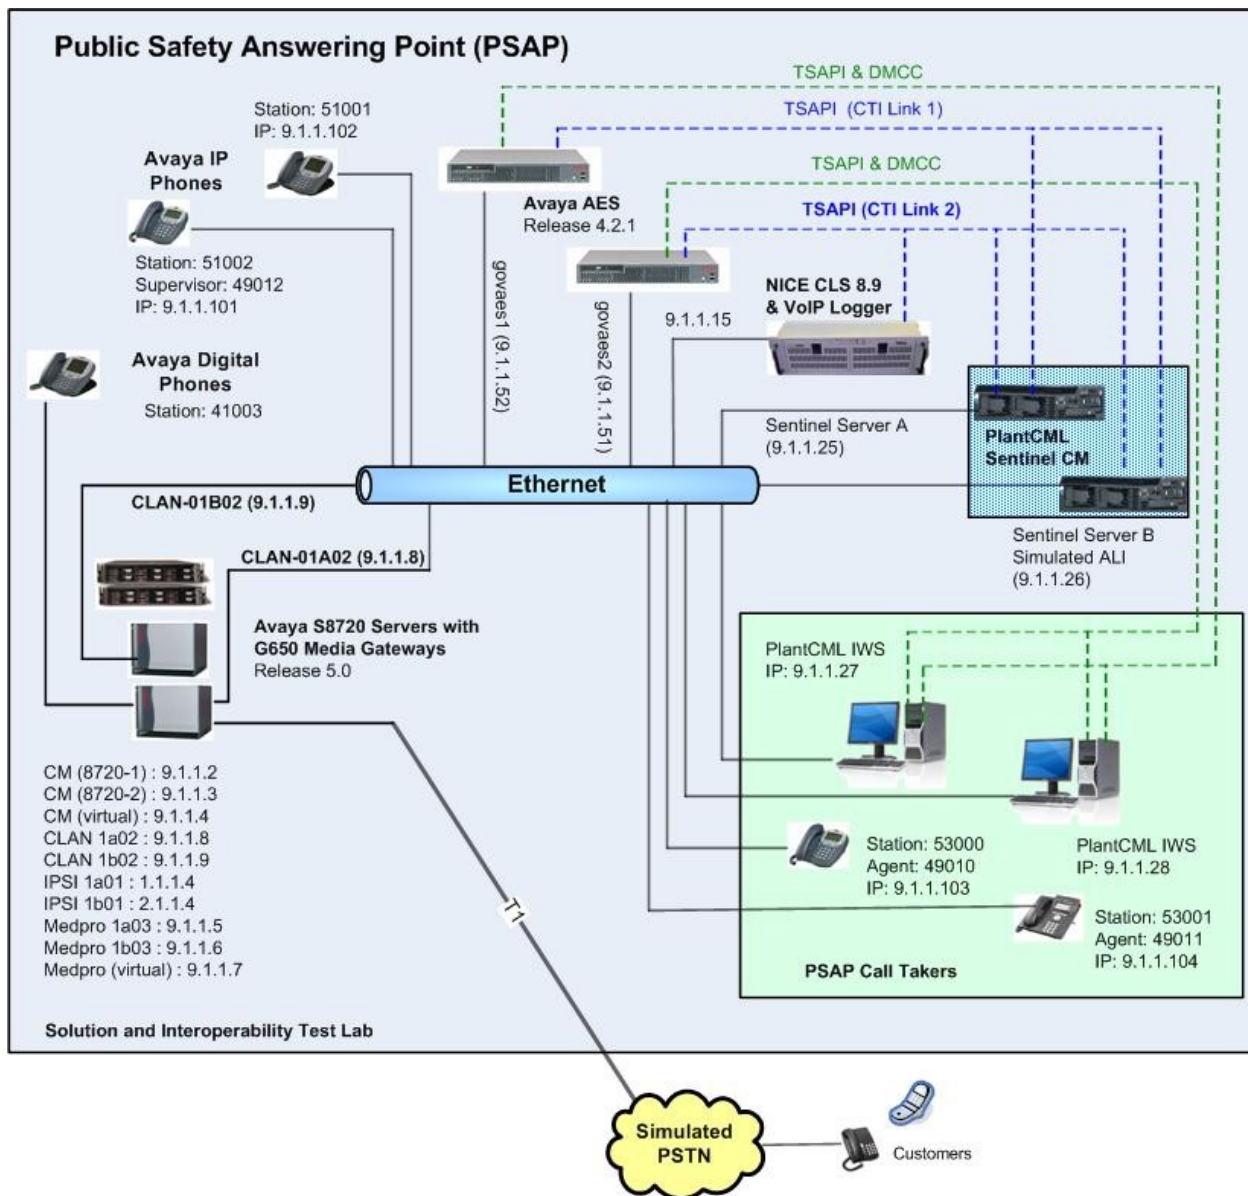 Public Safety Answering Point (PSAP)
TSAPI & DMCC
TSAPI (CTI Link 1)
TSAPI & DMCC
TSAPI (CTI Link 2)
Station: 51001
IP: 9.1.1.102
Avaya IP
Phones
Station: 51002
Supervisor: 49012
IP: 9.1.1.101
Avaya Digital
Phones
Station: 41003
Avaya AES
Release 4.2.1
govaes1 (9.1.1.52)
govaes2 (9.1.1.51)
NICE CLS 8.9
& VoIP Logger
9.1.1.15
Sentinel Server A
(9.1.1.25)
PlantCML
Sentinel CM
Sentinel Server B
Simulated ALI
(9.1.1.26)
Ethernet
CLAN-01B02 (9.1.1.9)
CLAN-01A02 (9.1.1.8)
Avaya S8720 Servers with
G650 Media Gateways
Release 5.0
CM (8720-1) : 9.1.1.2
CM (8720-2) : 9.1.1.3
CM (virtual) : 9.1.1.4
CLAN 1a02 : 9.1.1.8
CLAN 1b02 : 9.1.1.9
IPSI 1a01 : 1.1.1.4
IPSI 1b01 : 2.1.1.4
Medpro 1a03 : 9.1.1.5
Medpro 1b03 : 9.1.1.6
Medpro (virtual) : 9.1.1.7
T1
PlantCML IWS
IP: 9.1.1.27
PlantCML IWS
IP: 9.1.1.28
Station: 53000
Agent: 49010
IP: 9.1.1.103
Station: 53001
Agent: 49011
IP: 9.1.1.104
PSAP Call Takers
Solution and Interoperability Test Lab
Simulated
PSTN
Customers